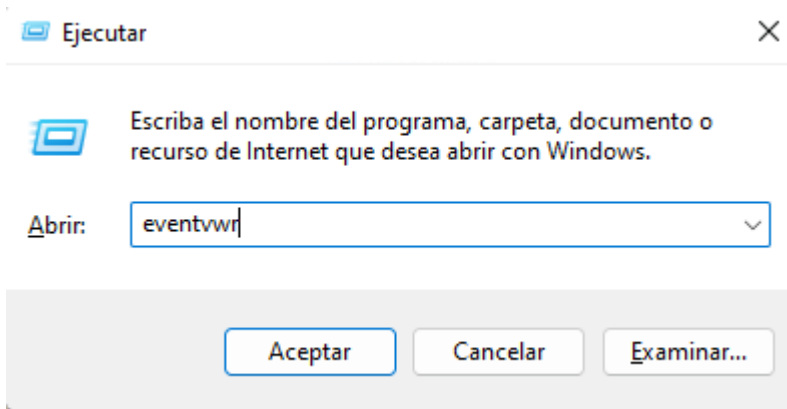 Ejecutar
Escriba el nombre del programa, carpeta, documento o
recurso de Internet que desea abrir con Windows.
Abrir: eventvwr
Aceptar Cancelar Examinar...